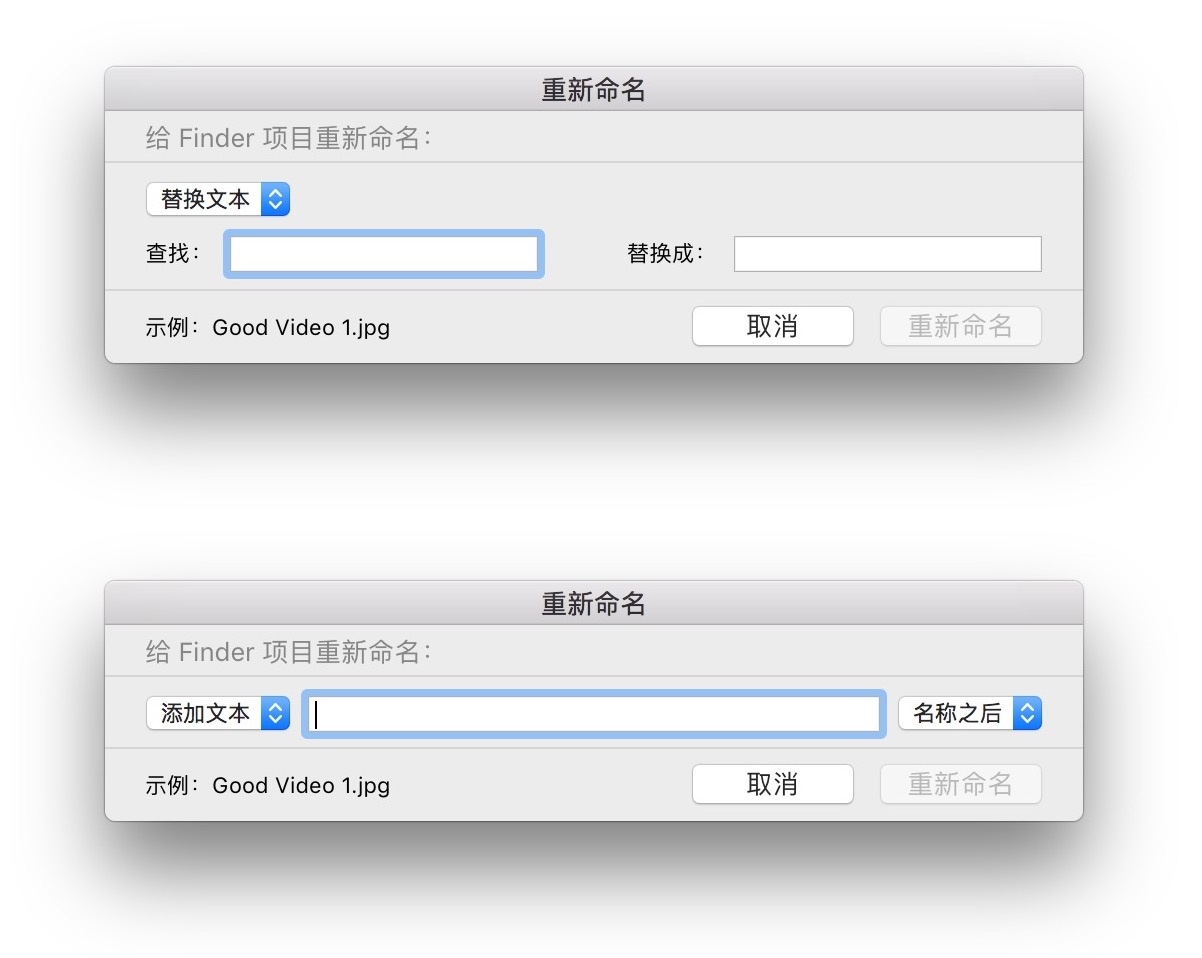 重新命名
给 Finder 项目重新命名：
替换文本
查找： 替换成：
示例：Good Video 1.jpg 取消 重新命名
重新命名
给 Finder 项目重新命名：
添加文本 名称之后
示例：Good Video 1.jpg 取消 重新命名